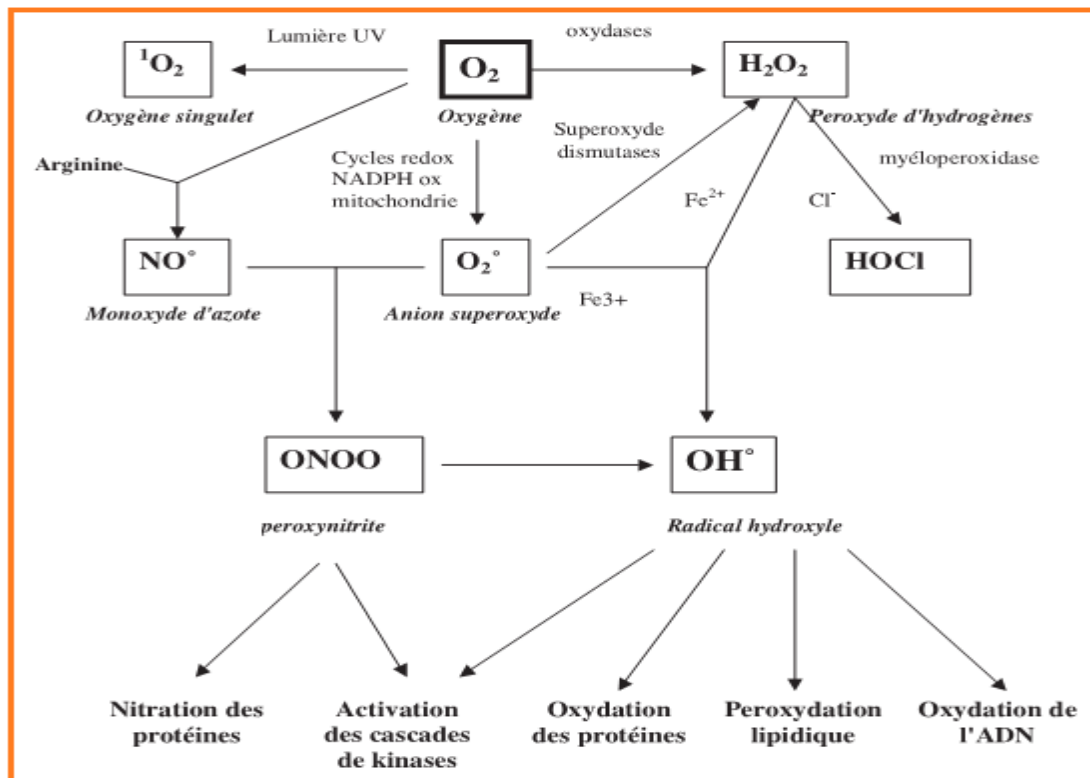 Lumière UV
oxydases
¹O₂
O₂
H₂O₂
Oxygène singulet
Oxygène
Peroxyde d'hydrogènes
Arginine
Cycles redox
NADPH ox
mitochondrie
Superoxyde
dismutases
myéloperoxidase
Fe²⁺
Cl⁻
NO°
O₂°
HOCl
Monoxyde d'azote
Anion superoxyde
Fe3+
ONOO
OH°
peroxynitrite
Radical hydroxyle
Nitration des
protéines
Activation
des cascades
de kinases
Oxydation
des protéines
Peroxydation
lipidique
Oxydation de
l'ADN